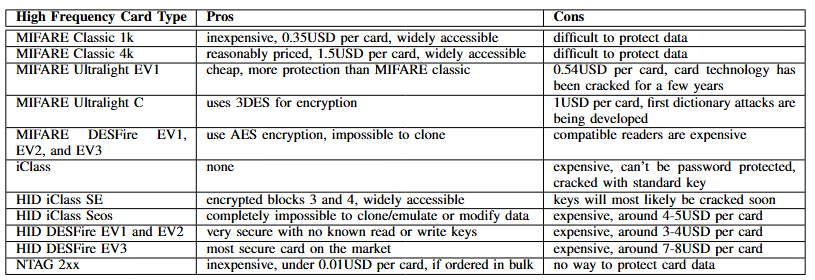 High Frequency Card Type Pros Cons
MIFARE Classic 1k inexpensive, 0.35USD per card, widely accessible difficult to protect data
MIFARE Classic 4k reasonably priced, 1.5USD per card, widely accessible difficult to protect data
MIFARE Ultralight EV1 cheap, more protection than MIFARE classic 0.54USD per card, card technology has
been cracked for a few years
MIFARE Ultralight C uses 3DES for encryption 1USD per card, first dictionary attacks are
being developed
MIFARE DESFire EV1, use AES encryption, impossible to clone compatible readers are expensive
EV2, and EV3
iClass none expensive, can't be password protected,
cracked with standard key
HID iClass SE encrypted blocks 3 and 4, widely accessible keys will most likely be cracked soon
HID iClass Seos completely impossible to clone/emulate or modify data expensive, around 4-5USD per card
HID DESFire EV1 and EV2 very secure with no known read or write keys expensive, around 3-4USD per card
HID DESFire EV3 most secure card on the market expensive, around 7-8USD per card
NTAG 2xx inexpensive, under 0.01USD per card, if ordered in bulk no way to protect card data